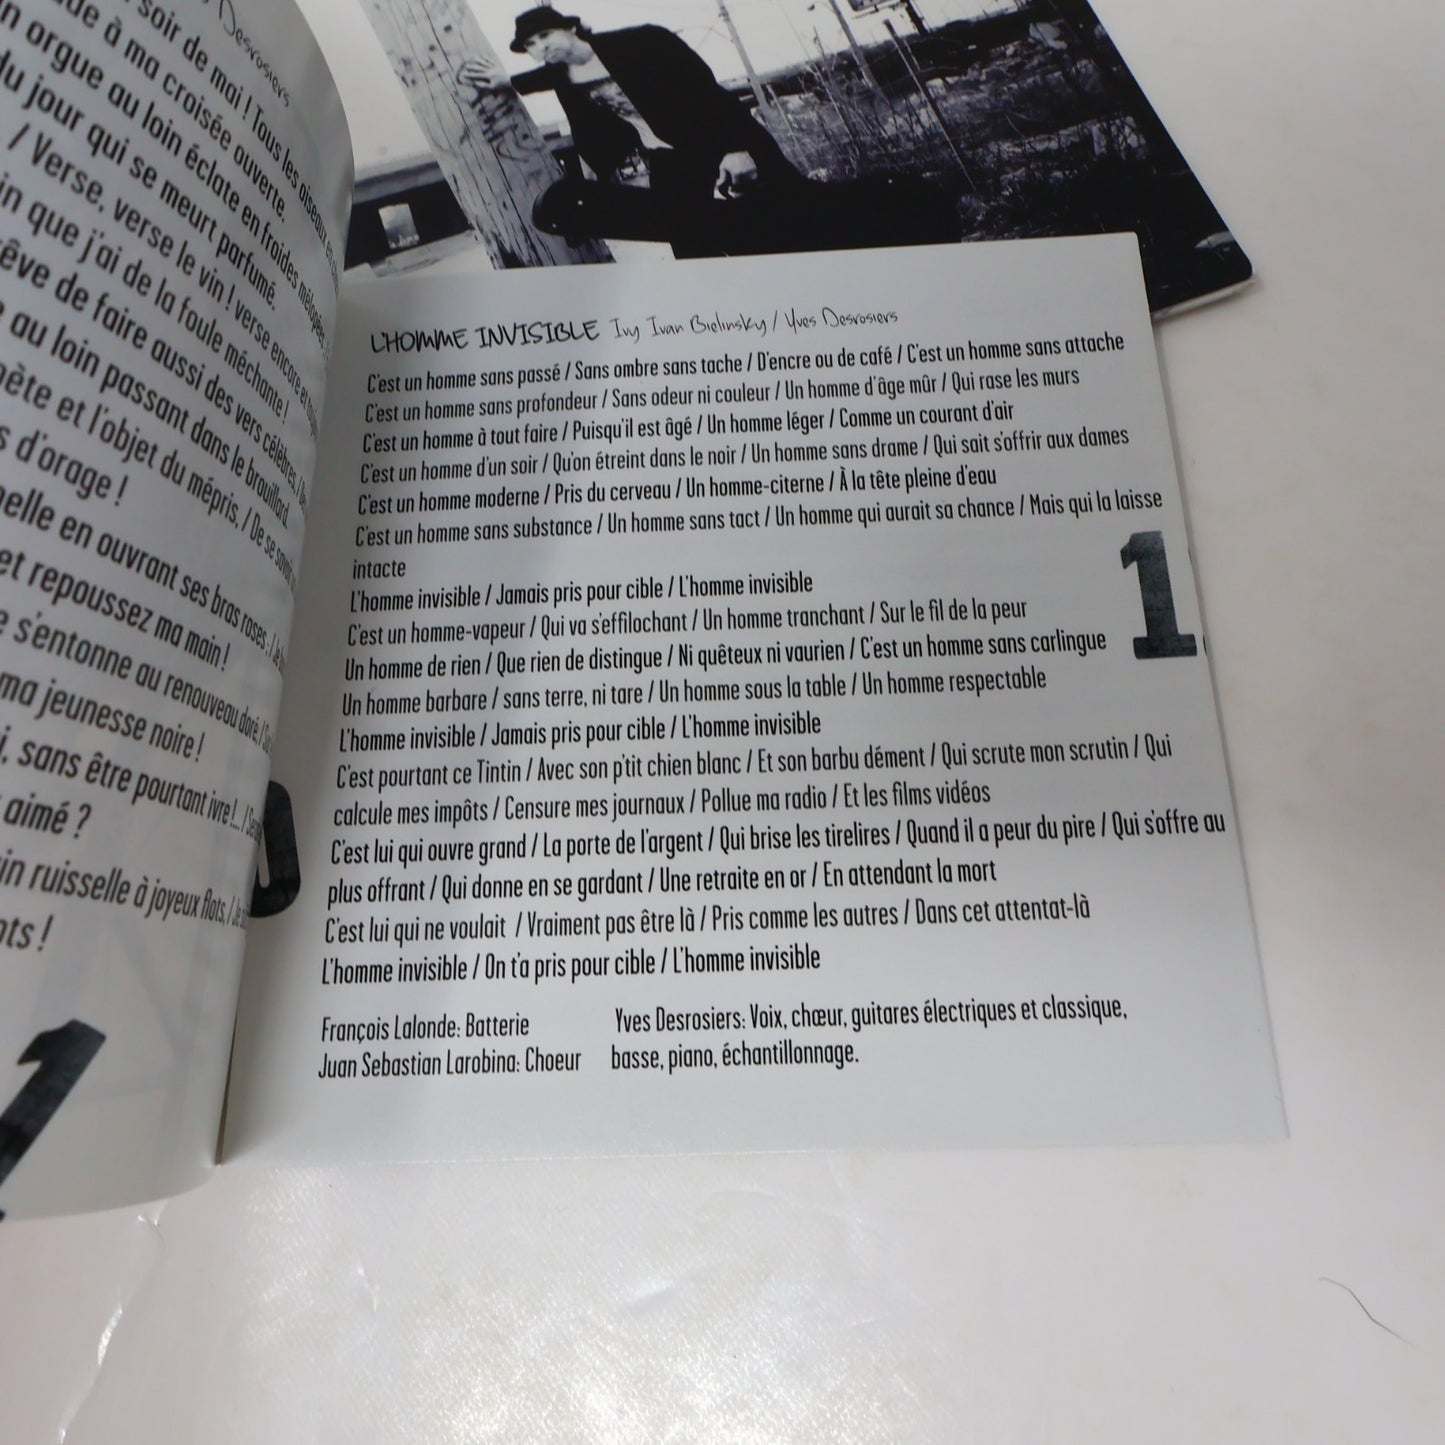 Desrosiers
soir de mai ! Tous les oiseaux en
à ma croisée ouverte.
orgue au loin éclate en froides mélopées,
du jour qui se meurt parfumé.
/ Verse, verse le vin ! verse encore et
que j'ai de la foule méchante !
rêve de faire aussi des vers célèbres,
au loin passant dans le brouillard.
et l'objet du mépris, / De se savoir
d'orage !
en ouvrant ses bras roses ;
et repoussez ma main !
s'entonne au renouveau doré,
ma jeunesse noire !
sans être pourtant ivre !...
aimé ?
ruisselle à joyeux flots,
1
L'HOMME INVISIBLE Ivy Ivan Bielinsky / Yves Desrosiers
C'est un homme sans passé / Sans ombre sans tache / D'encre ou de café / C'est un homme sans attache
C'est un homme sans profondeur / Sans odeur ni couleur / Un homme d'âge mûr / Qui rase les murs
C'est un homme à tout faire / Puisqu'il est âgé / Un homme léger / Comme un courant d'air
C'est un homme d'un soir / Qu'on étreint dans le noir / Un homme sans drame / Qui sait s'offrir aux dames
C'est un homme moderne / Pris du cerveau / Un homme-citerne / À la tête pleine d'eau
C'est un homme sans substance / Un homme sans tact / Un homme qui aurait sa chance / Mais qui la laisse
intacte
L'homme invisible / Jamais pris pour cible / L'homme invisible
C'est un homme-vapeur / Qui va s'effilochant / Un homme tranchant / Sur le fil de la peur
Un homme de rien / Que rien de distingue / Ni quêteux ni vaurien / C'est un homme sans carlingue
Un homme barbare / sans terre, ni tare / Un homme sous la table / Un homme respectable
L'homme invisible / Jamais pris pour cible / L'homme invisible
C'est pourtant ce Tintin / Avec son p'tit chien blanc / Et son barbu dément / Qui scrute mon scrutin / Qui
calcule mes impôts / Censure mes journaux / Pollue ma radio / Et les films vidéos
C'est lui qui ouvre grand / La porte de l'argent / Qui brise les tirelires / Quand il a peur du pire / Qui s'offre au
plus offrant / Qui donne en se gardant / Une retraite en or / En attendant la mort
C'est lui qui ne voulait / Vraiment pas être là / Pris comme les autres / Dans cet attentat-là
L'homme invisible / On t'a pris pour cible / L'homme invisible
1
François Lalonde: Batterie
Juan Sebastian Larobina: Choeur
Yves Desrosiers: Voix, chœur, guitares électriques et classique,
basse, piano, échantillonnage.